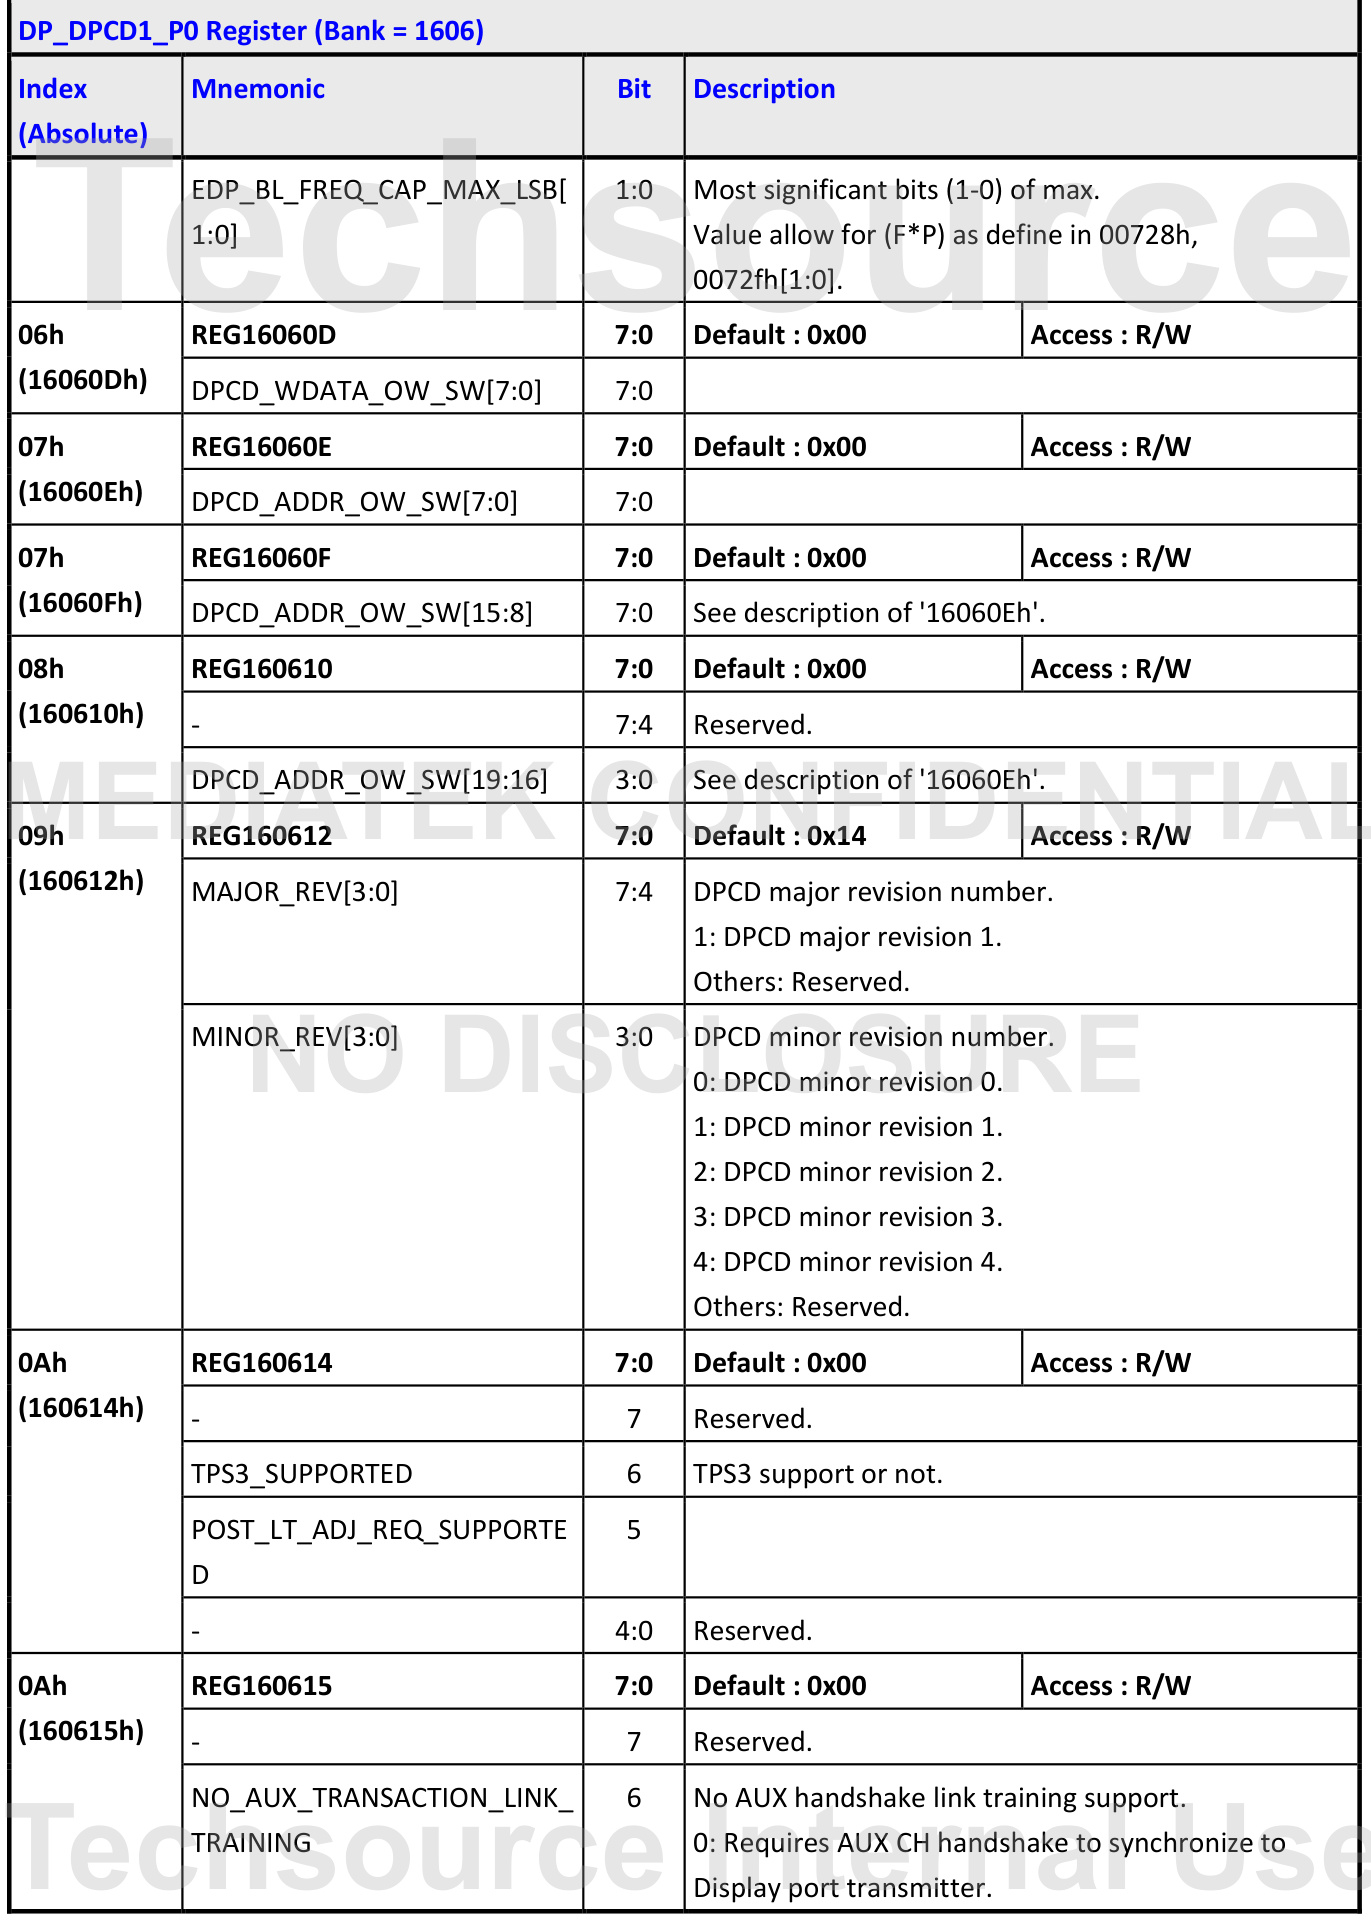 DP_DPCD1_P0 Register (Bank = 1606)
Index (Absolute) Mnemonic Bit Description
EDP_BL_FREQ_CAP_MAX_LSB[ 1:0 Most significant bits (1-0) of max.
1:0] Value allow for (F*P) as define in 00728h,
0072fh[1:0].
06h REG16060D 7:0 Default : 0x00 Access : R/W
(16060Dh) DPCD_WDATA_OW_SW[7:0] 7:0
07h REG16060E 7:0 Default : 0x00 Access : R/W
(16060Eh) DPCD_ADDR_OW_SW[7:0] 7:0
07h REG16060F 7:0 Default : 0x00 Access : R/W
(16060Fh) DPCD_ADDR_OW_SW[15:8] 7:0 See description of '16060Eh'.
08h REG160610 7:0 Default : 0x00 Access : R/W
(160610h) - 7:4 Reserved.
DPCD_ADDR_OW_SW[19:16] 3:0 See description of '16060Eh'.
09h REG160612 7:0 Default : 0x14 Access : R/W
(160612h) MAJOR_REV[3:0] 7:4 DPCD major revision number.
1: DPCD major revision 1.
Others: Reserved.
MINOR_REV[3:0] 3:0 DPCD minor revision number.
0: DPCD minor revision 0.
1: DPCD minor revision 1.
2: DPCD minor revision 2.
3: DPCD minor revision 3.
4: DPCD minor revision 4.
Others: Reserved.
0Ah REG160614 7:0 Default : 0x00 Access : R/W
(160614h) - 7 Reserved.
TPS3_SUPPORTED 6 TPS3 support or not.
POST_LT_ADJ_REQ_SUPPORTE 5
D
- 4:0 Reserved.
0Ah REG160615 7:0 Default : 0x00 Access : R/W
(160615h) - 7 Reserved.
NO_AUX_TRANSACTION_LINK_ 6 No AUX handshake link training support.
TRAINING 0: Requires AUX CH handshake to synchronize to
Display port transmitter.
Techsource
MEDIATEK CONFIDENTIAL
NO DISCLOSURE
Techsource Internal Use